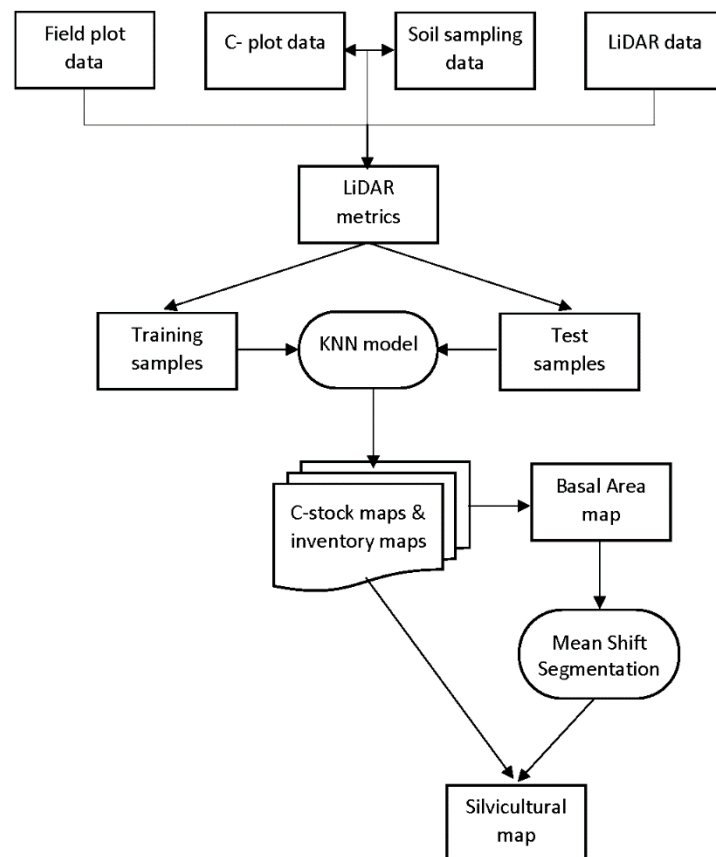 Field plot
data
C- plot data
Soil sampling
data
LiDAR data
LiDAR
metrics
Training
samples
KNN model
Test
samples
C-stock maps &
inventory maps
Basal Area
map
Mean Shift
Segmentation
Silvicultural
map